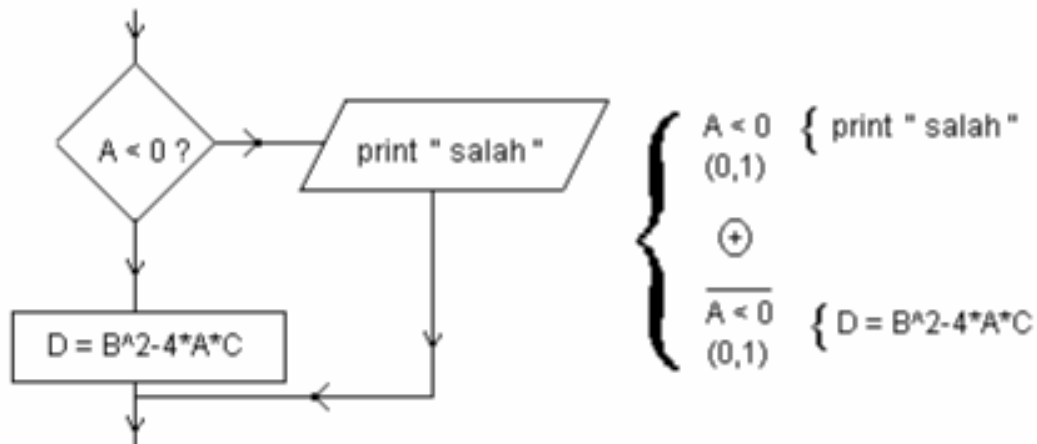 A < 0 ?
print " salah "
D = B^2-4*A*C
A < 0 { print " salah "
(0,1)
⊕
A̅ ̅<̅ ̅0̅ { D = B^2-4*A*C
(0,1)